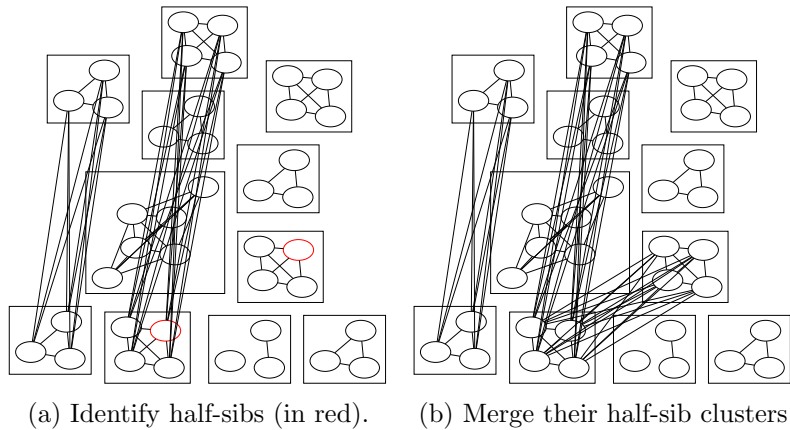 (a) Identify half-sibs (in red).
(b) Merge their half-sib clusters